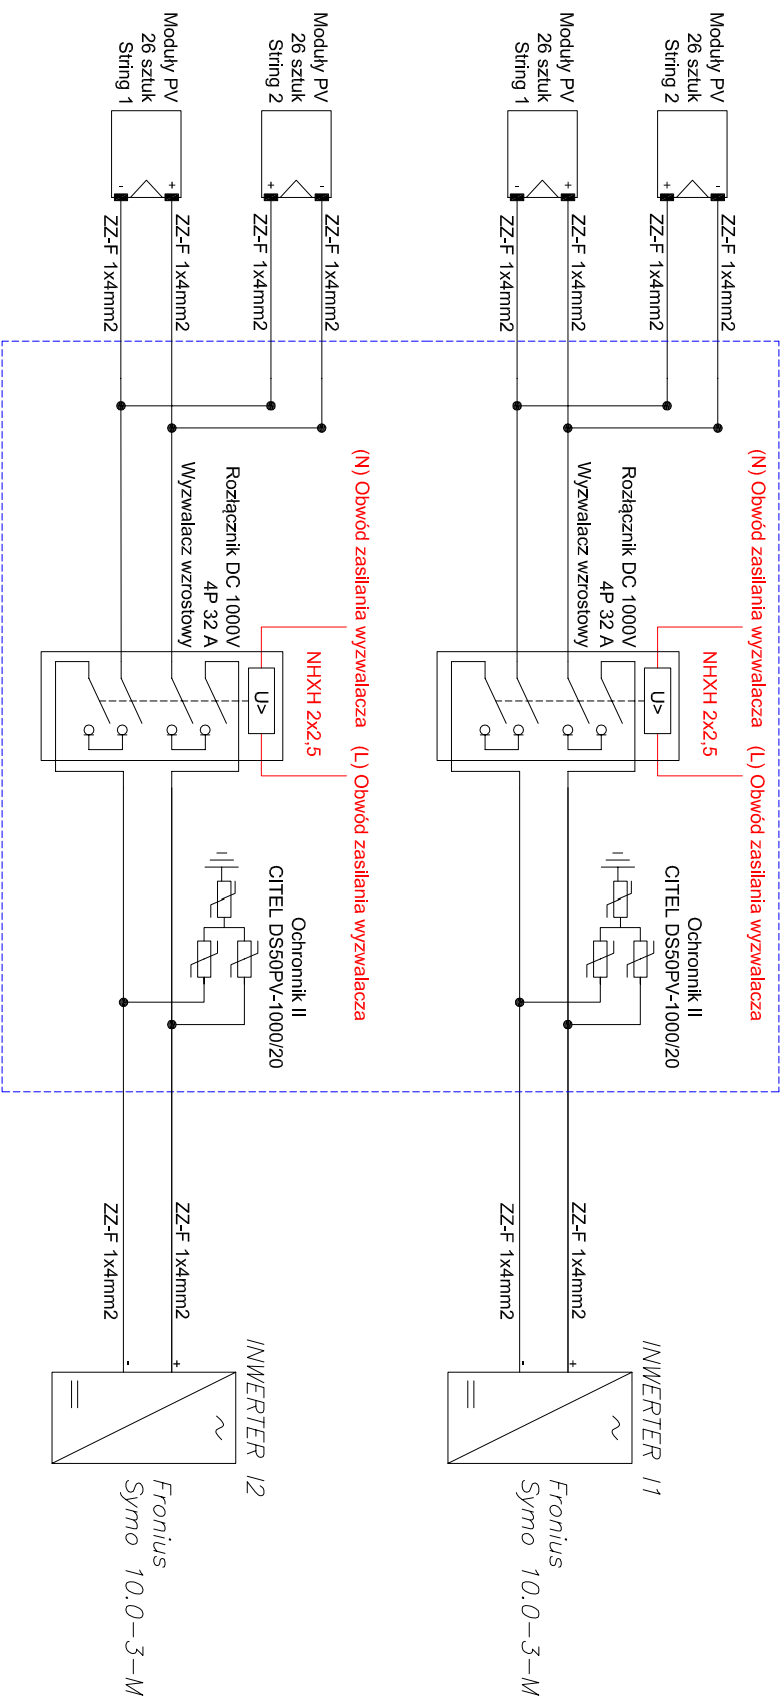 Moduły PV
26 sztuk
String 2
+
-
ZZ-F 1x4mm2
ZZ-F 1x4mm2
Moduły PV
26 sztuk
String 1
+
-
ZZ-F 1x4mm2
ZZ-F 1x4mm2
(N) Obwód zasilania wyzwalacza
(L) Obwód zasilania wyzwalacza
NHXH 2x2,5
Rozłącznik DC 1000V
4P 32 A
Wyzwalacz wzrostowy
U>
Ochronnik II
CITEL DS50PV-1000/20
ZZ-F 1x4mm2
ZZ-F 1x4mm2
+
-
INWERTER I1
Fronius
Symo 10.0-3-M
Moduły PV
26 sztuk
String 2
+
-
ZZ-F 1x4mm2
ZZ-F 1x4mm2
Moduły PV
26 sztuk
String 1
+
-
ZZ-F 1x4mm2
ZZ-F 1x4mm2
(N) Obwód zasilania wyzwalacza
(L) Obwód zasilania wyzwalacza
NHXH 2x2,5
Rozłącznik DC 1000V
4P 32 A
Wyzwalacz wzrostowy
U>
Ochronnik II
CITEL DS50PV-1000/20
ZZ-F 1x4mm2
ZZ-F 1x4mm2
+
-
INWERTER I2
Fronius
Symo 10.0-3-M